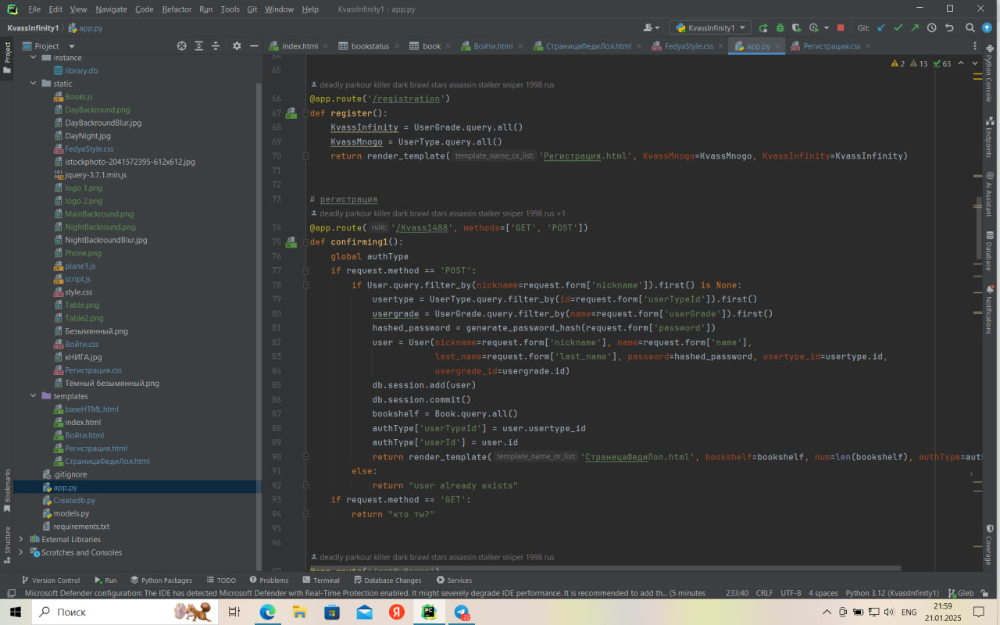 File Edit View Navigate Code Refactor Run Tools Git Window Help KvassInfinity1 - app.py
KvassInfinity1 app.py KvassInfinity1 Git:
Project index.html bookstatus book Войти.html СтраницаФедиЛол.html FedyaStyle.css app.py Регистрация.css
Project
instance
library.db
static
Books.js
DayBackround.png
DayBackroundBlur.jpg
DayNight.jpg
FedyaStyle.css
istockphoto-2041572395-612x612.jpg
jquery-3.7.1.min.js
logo 1.png
logo 2.png
MainBackround.png
NightBackround.png
NightBackroundBlur.jpg
Phone.png
plane1.js
script.js
style.css
Table.png
Table2.png
Безымянный.png
Войти.css
кНИГА.jpg
Регистрация.css
Тёмный безымянный.png
templates
baseHTML.html
index.html
Войти.html
Регистрация.html
СтраницаФедиЛол.html
.gitignore
app.py
Createdb.py
models.py
requirements.txt
External Libraries
Scratches and Consoles
Bookmarks
Structure
2 13 63
64
65
deadly parkour killer dark brawl stars assassin stalker sniper 1998 rus
66 @app.route('/registration')
67 def register():
68 KvassInfinity = UserGrade.query.all()
69 KvassMnogo = UserType.query.all()
70 return render_template( template_name_or_list: 'Регистрация.html', KvassMnogo=KvassMnogo, KvassInfinity=KvassInfinity)
71
72
73 # регистрация
deadly parkour killer dark brawl stars assassin stalker sniper 1998 rus +1
74 @app.route( rule: '/Kvass1488', methods=['GET', 'POST'])
75 def confirming1():
76 global authType
77 if request.method == 'POST':
78 if User.query.filter_by(nickname=request.form['nickname']).first() is None:
79 usertype = UserType.query.filter_by(id=request.form['userTypeId']).first()
80 usergrade = UserGrade.query.filter_by(name=request.form['userGrade']).first()
81 hashed_password = generate_password_hash(request.form['password'])
82 user = User(nickname=request.form['nickname'], name=request.form['name'],
83 last_name=request.form['last_name'], password=hashed_password, usertype_id=usertype.id,
84 usergrade_id=usergrade.id)
85 db.session.add(user)
86 db.session.commit()
87 bookshelf = Book.query.all()
88 authType['userTypeId'] = user.usertype_id
89 authType['userId'] = user.id
90 return render_template( template_name_or_list: 'СтраницаФедиЛол.html', bookshelf=bookshelf, num=len(bookshelf), authType=aut
91 else:
92 return "user already exists"
93 if request.method == 'GET':
94 return "кто ты?"
95
96
deadly parkour killer dark brawl stars assassin stalker sniper 1998 rus
97 @app.route('/getMyBooks')
Python Console
Endpoints
AI Assistant
Database
Notifications
Coverage
Version Control Run Python Packages TODO Problems Terminal Database Changes Services
Microsoft Defender configuration: The IDE has detected Microsoft Defender with Real-Time Protection enabled. It might severely degrade IDE performance. It is recommended to add th... (5 minutes 233:40 CRLF UTF-8 4 spaces Python 3.12 (KvassInfinity1) Gleb
Поиск 22 ENG 21:59
21.01.2025